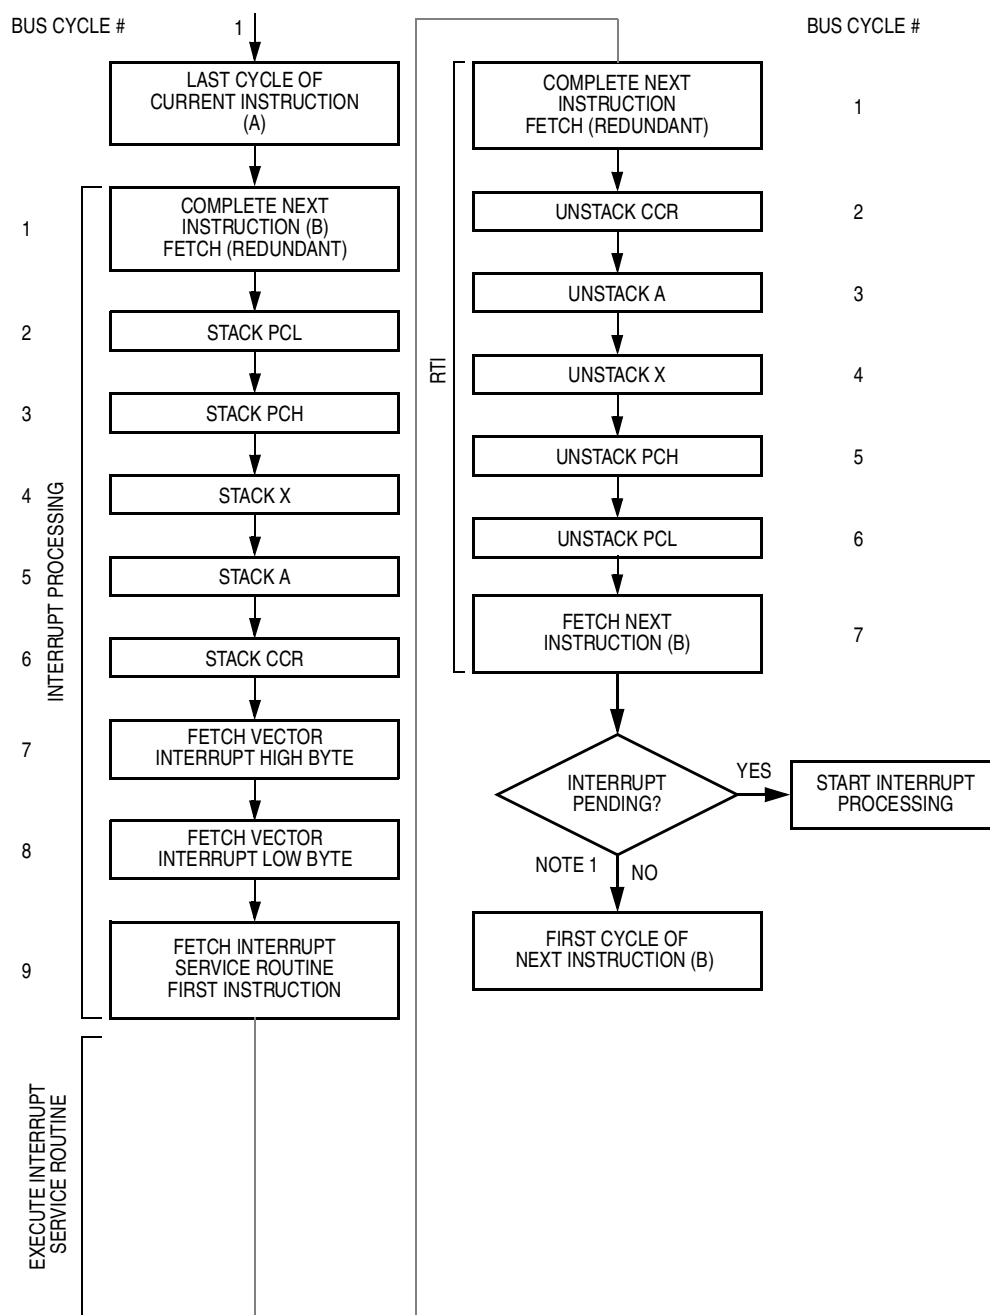 BUS CYCLE #
1
LAST CYCLE OF
CURRENT INSTRUCTION
(A)
1
COMPLETE NEXT
INSTRUCTION (B)
FETCH (REDUNDANT)
2
STACK PCL
3
STACK PCH
4
STACK X
5
STACK A
6
STACK CCR
7
FETCH VECTOR
INTERRUPT HIGH BYTE
8
FETCH VECTOR
INTERRUPT LOW BYTE
9
FETCH INTERRUPT
SERVICE ROUTINE
FIRST INSTRUCTION
INTERRUPT PROCESSING
EXECUTE INTERRUPT
SERVICE ROUTINE
BUS CYCLE #
RTI
COMPLETE NEXT
INSTRUCTION
FETCH (REDUNDANT)
1
UNSTACK CCR
2
UNSTACK A
3
UNSTACK X
4
UNSTACK PCH
5
UNSTACK PCL
6
FETCH NEXT
INSTRUCTION (B)
7
INTERRUPT
PENDING?
YES
START INTERRUPT
PROCESSING
NOTE 1
NO
FIRST CYCLE OF
NEXT INSTRUCTION (B)